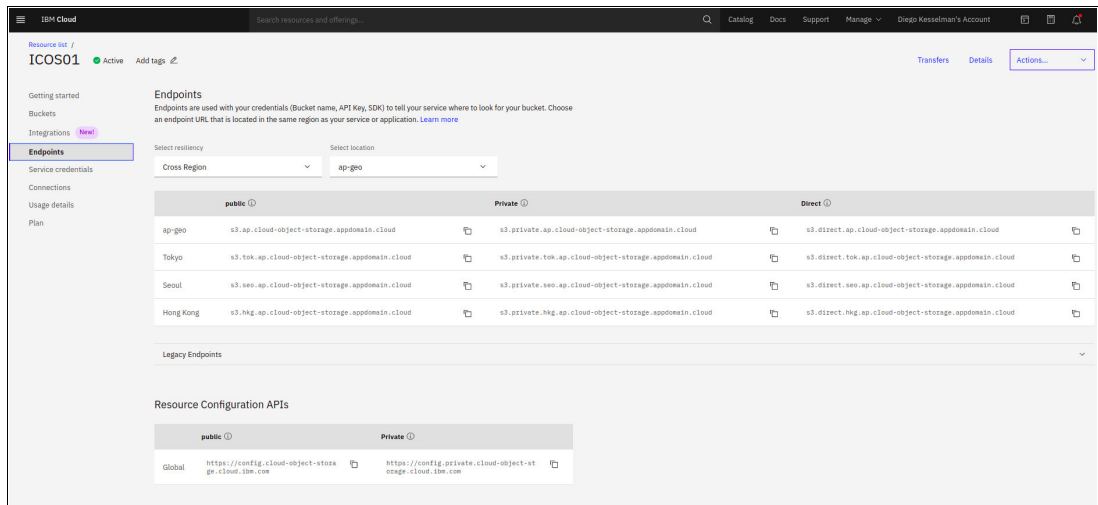 IBM Cloud
Search resources and offerings...
Catalog
Docs
Support
Manage
Diego Kesselman's Account
Resource list /
ICOS01
Active
Add tags
Transfers
Details
Actions...
Getting started
Buckets
Integrations New!
Endpoints
Service credentials
Connections
Usage details
Plan
Endpoints
Endpoints are used with your credentials (Bucket name, API Key, SDK) to tell your service where to look for your bucket. Choose
an endpoint URL that is located in the same region as your service or application. Learn more
Select resiliency
Select location
Cross Region
ap-geo
public Private Direct
ap-geo s3.ap.cloud-object-storage.appdomain.cloud s3.private.ap.cloud-object-storage.appdomain.cloud s3.direct.ap.cloud-object-storage.appdomain.cloud
Tokyo s3.tok.ap.cloud-object-storage.appdomain.cloud s3.private.tok.ap.cloud-object-storage.appdomain.cloud s3.direct.tok.ap.cloud-object-storage.appdomain.cloud
Seoul s3.seo.ap.cloud-object-storage.appdomain.cloud s3.private.seo.ap.cloud-object-storage.appdomain.cloud s3.direct.seo.ap.cloud-object-storage.appdomain.cloud
Hong Kong s3.hkg.ap.cloud-object-storage.appdomain.cloud s3.private.hkg.ap.cloud-object-storage.appdomain.cloud s3.direct.hkg.ap.cloud-object-storage.appdomain.cloud
Legacy Endpoints
Resource Configuration APIs
public Private
Global
https://config.cloud-object-stora
ge.cloud.ibm.com
https://config.private.cloud-object-st
orage.cloud.ibm.com